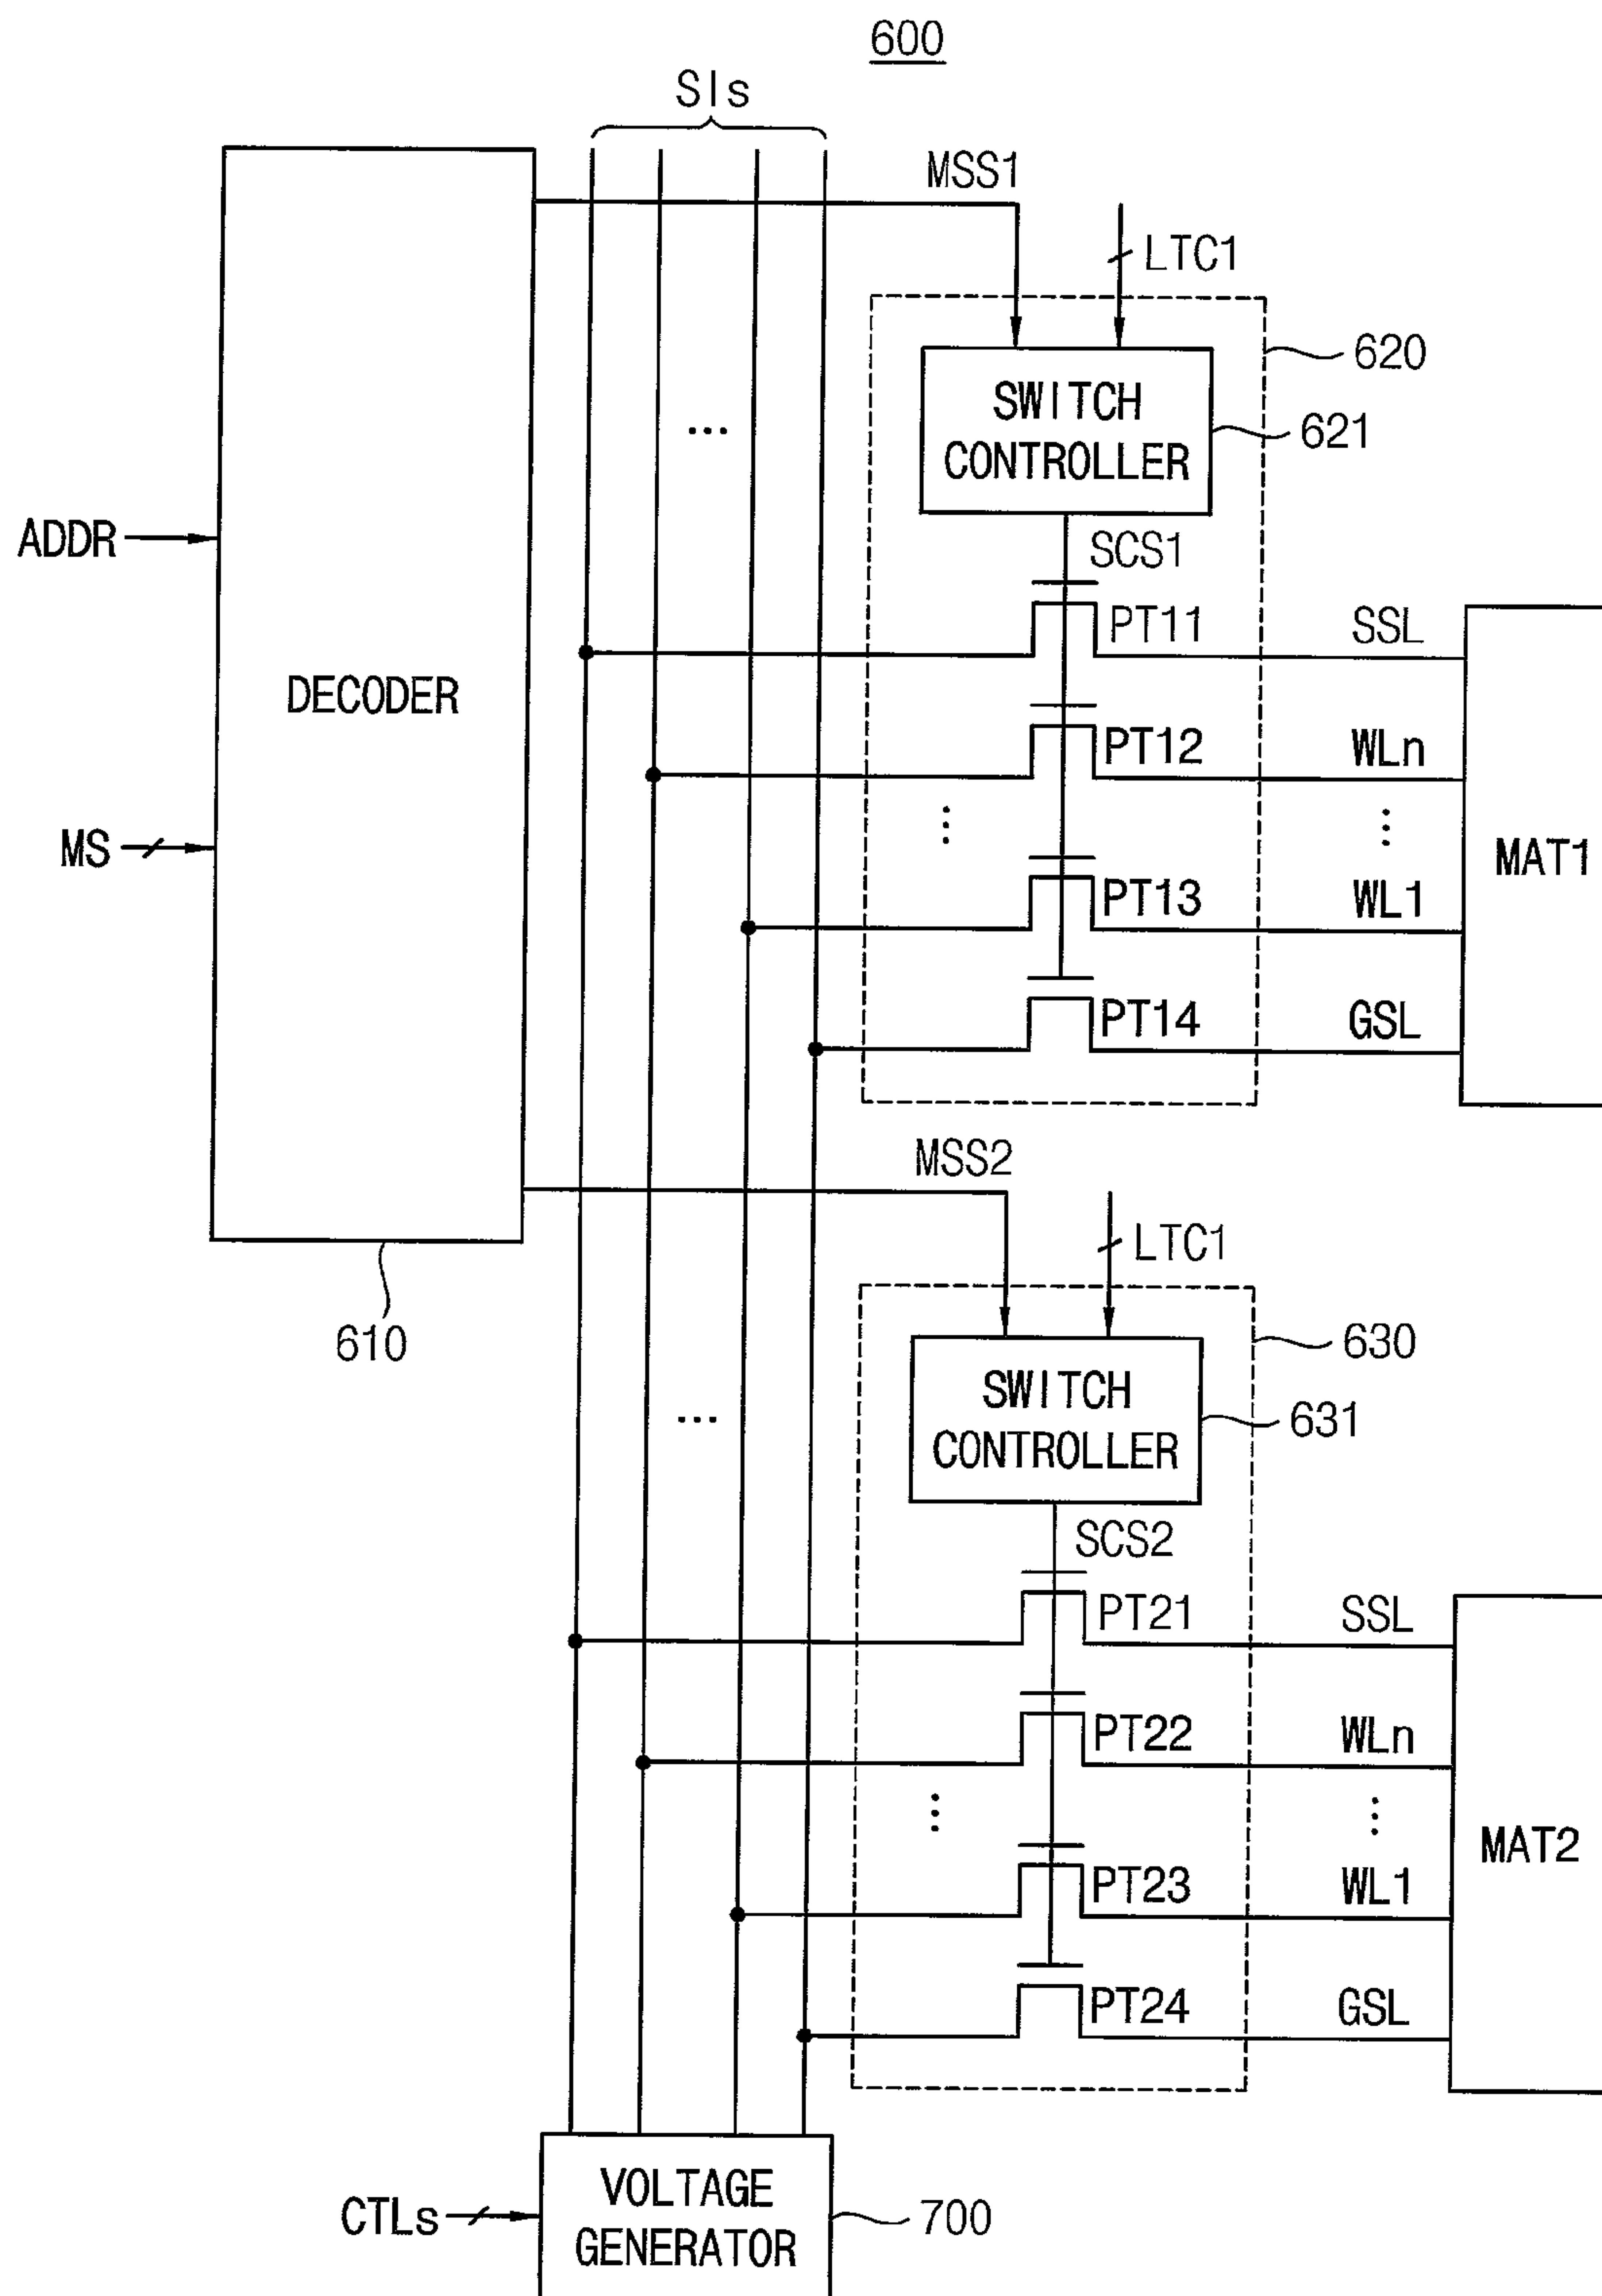 600
SIs
MSS1
LTC1
620
SWITCH
CONTROLLER
621
...
ADDR
SCS1
PT11
SSL
DECODER
PT12
WLn
⋮
⋮
MS
MAT1
PT13
WL1
PT14
GSL
MSS2
LTC1
610
630
SWITCH
CONTROLLER
631
...
SCS2
PT21
SSL
PT22
WLn
⋮
⋮
MAT2
PT23
WL1
PT24
GSL
VOLTAGE
GENERATOR
CTLs
700